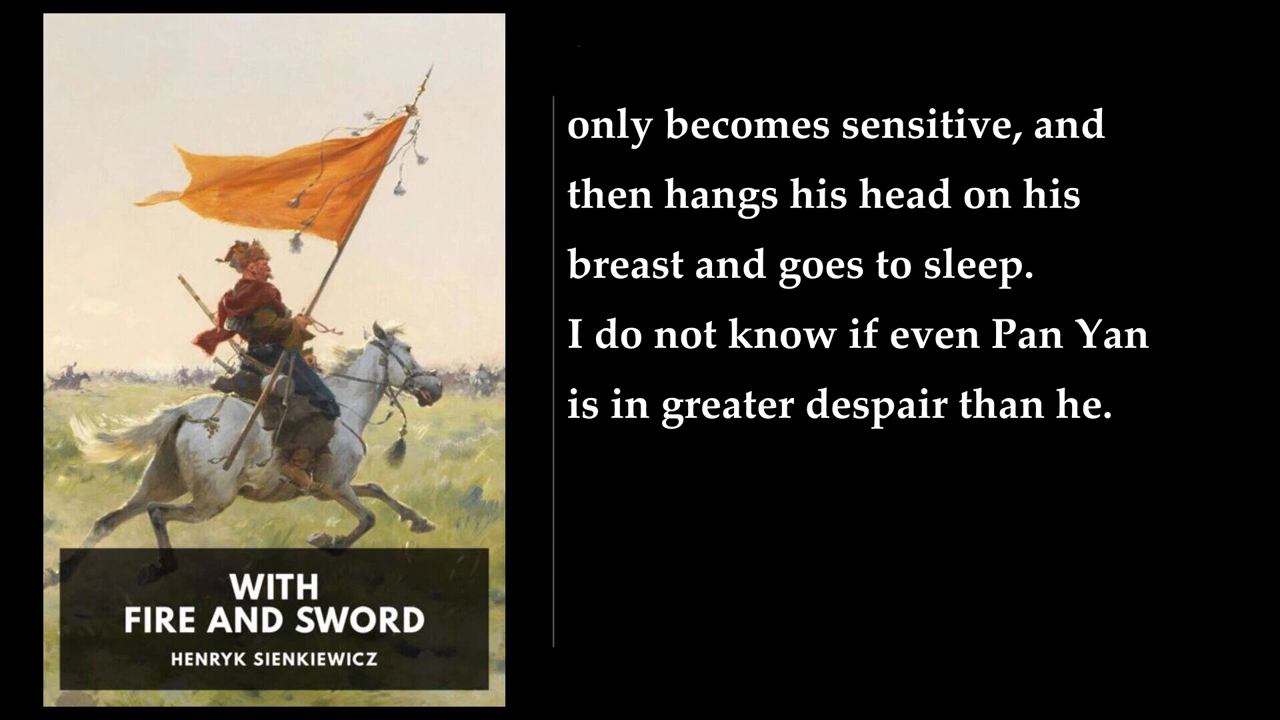 only becomes sensitive, and
then hangs his head on his
breast and goes to sleep.
I do not know if even Pan Yan
is in greater despair than he.
WITH
FIRE AND SWORD
HENRYK SIENKIEWICZ